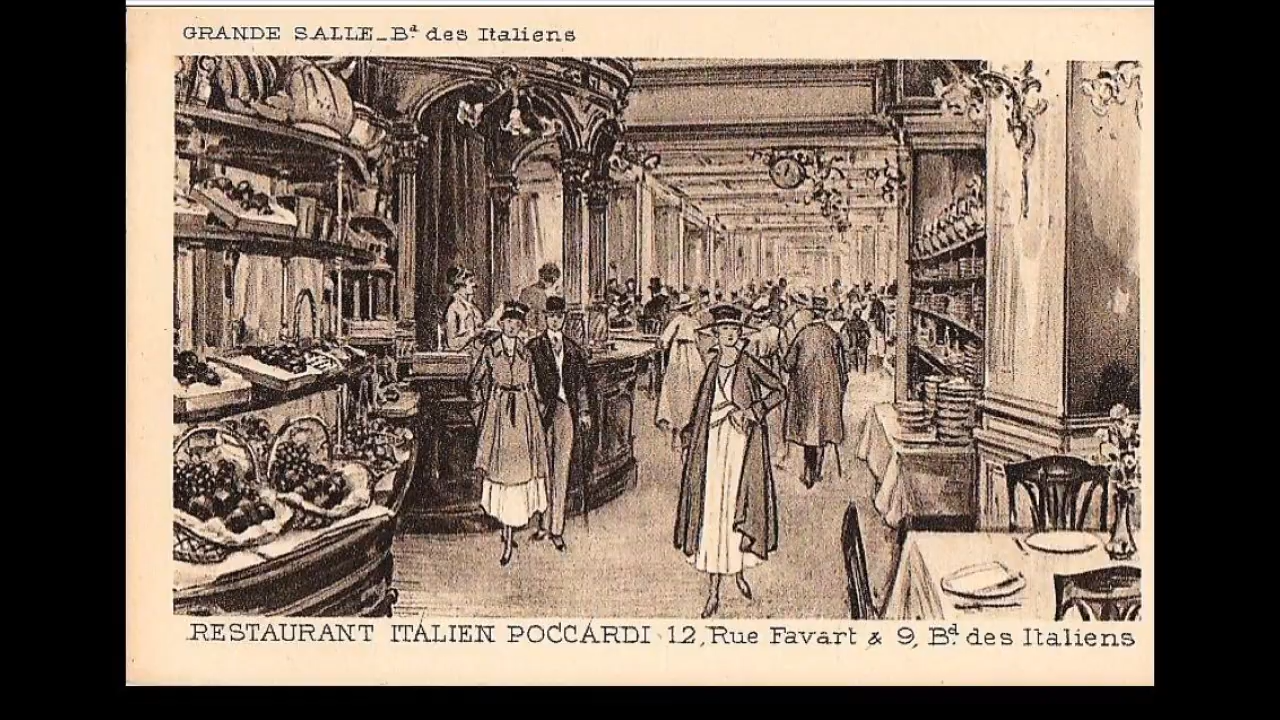 GRANDE SALLE_Bd. des Italiens
RESTAURANT ITALIEN POCCARDI 12, Rue Favart & 9, Bd. des Italiens